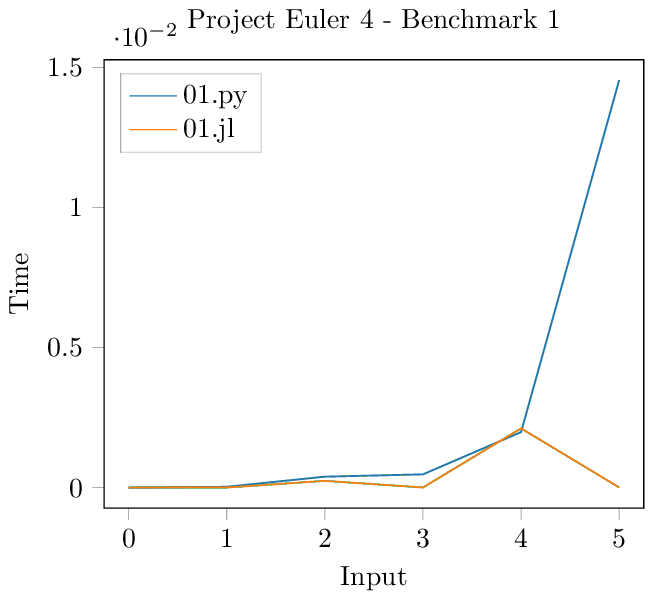 Project Euler 4 - Benchmark 1
·10⁻²
01.py
01.jl
1.5
1
0.5
0
Time
0 1 2 3 4 5
Input